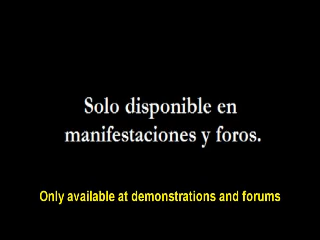 Solo disponible en
manifestaciones y foros.
Only available at demonstrations and forums